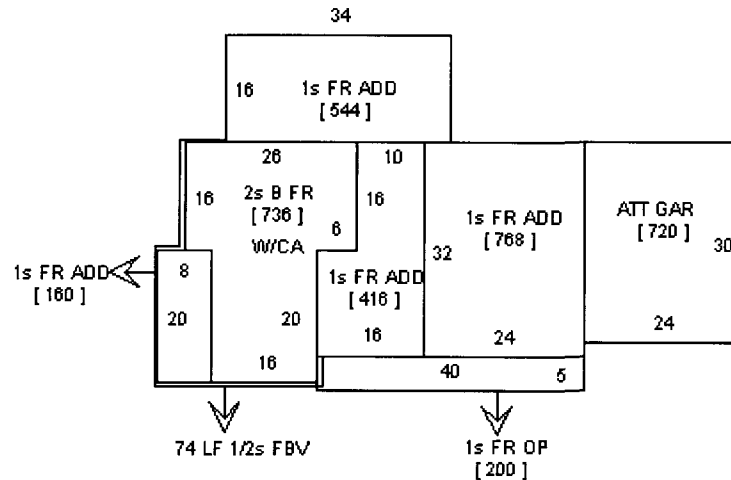 34
16
1s FR ADD
[ 544 ]
26
10
16
2s B FR
[ 736 ]
16
6
W/CA
1s FR ADD
[ 768 ]
ATT GAR
[ 720 ]
30
32
1s FR ADD
[ 160 ]
8
20
20
16
1s FR ADD
[ 416 ]
16
24
24
40
5
74 LF 1/2s FBV
1s FR OP
[ 200 ]